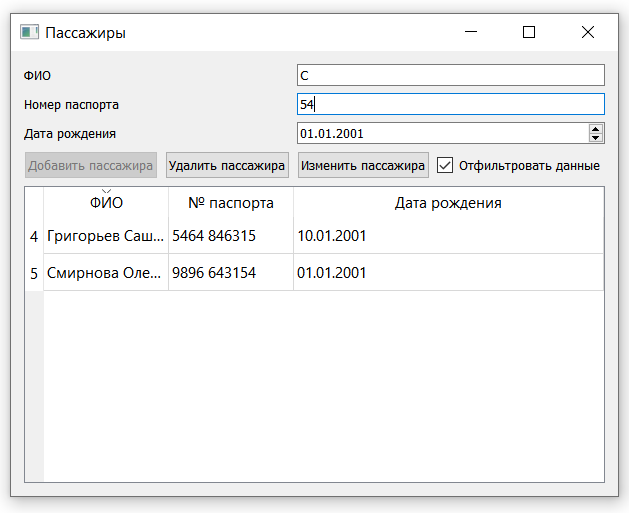 Пассажиры
ФИО С
Номер паспорта 54
Дата рождения 01.01.2001
Добавить пассажира Удалить пассажира Изменить пассажира Отфильтровать данные
ФИО № паспорта Дата рождения
4 Григорьев Саш... 5464 846315 10.01.2001
5 Смирнова Оле... 9896 643154 01.01.2001